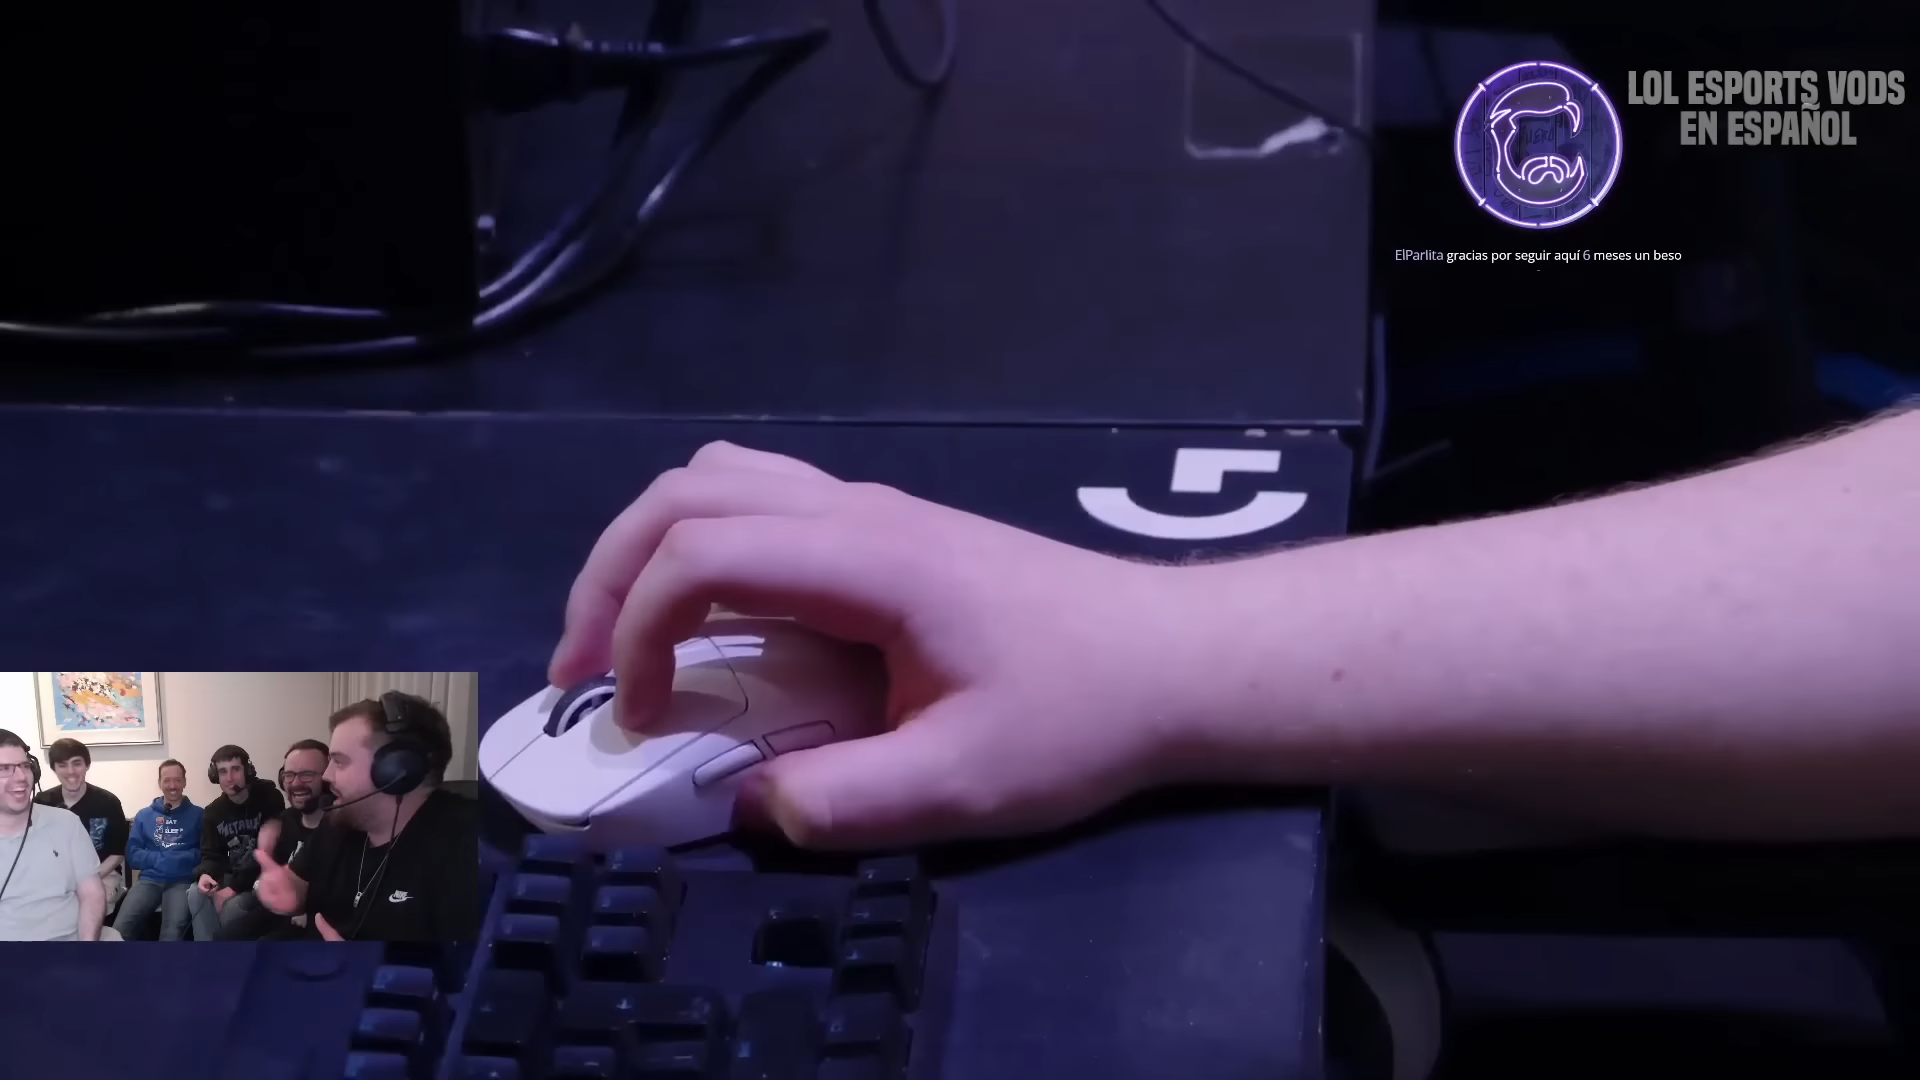 LOL ESPORTS VODS
EN ESPAÑOL
ElParlita gracias por seguir aquí 6 meses un beso